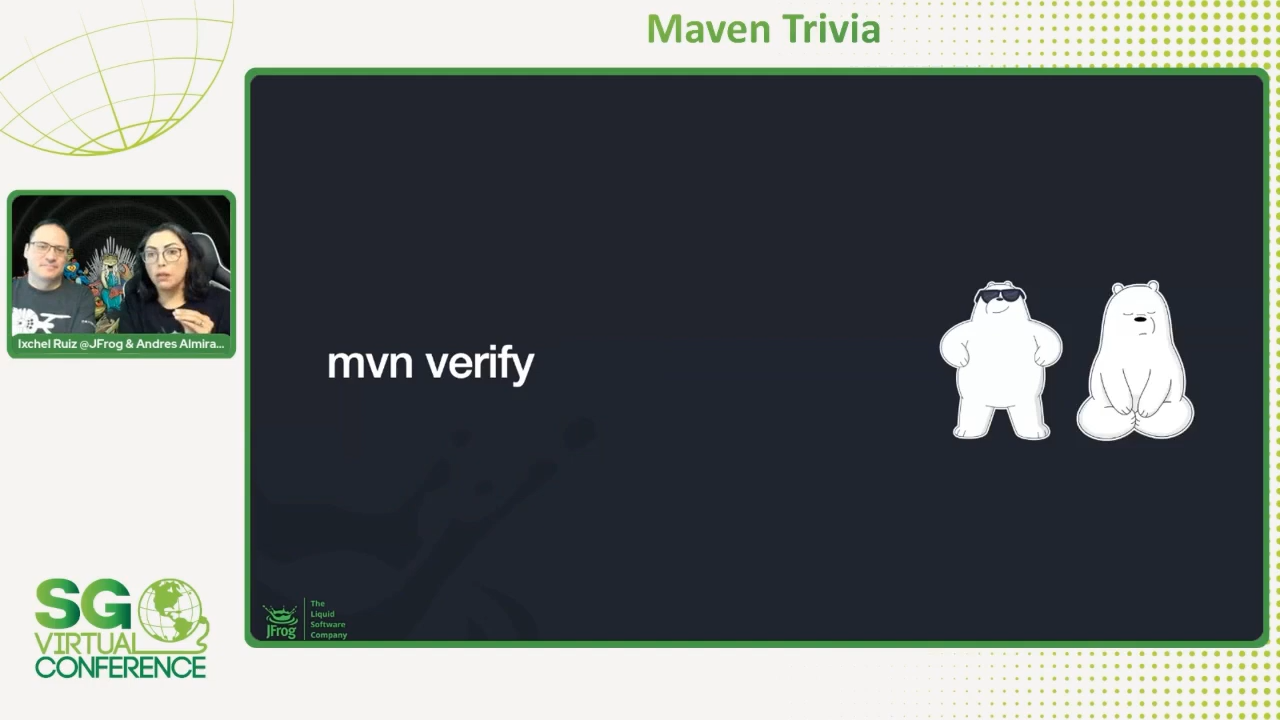 Maven Trivia
Ixchel Ruiz @JFrog & Andres Almira...
mvn verify
JFrog
The
Liquid
Software
Company
SG
VIRTUAL
CONFERENCE